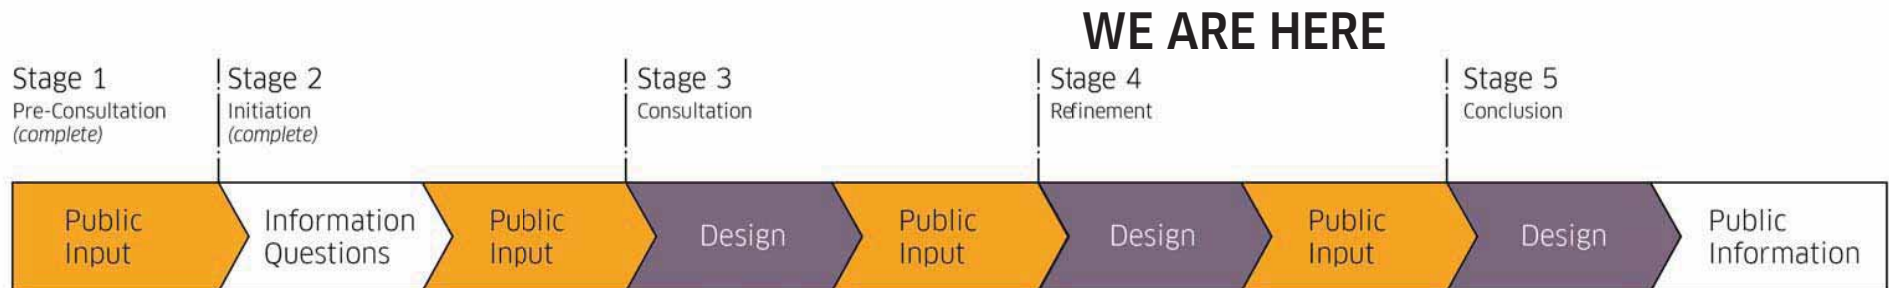 WE ARE HERE
Stage 1
Pre-Consultation
(complete)
Stage 2
Initiation
(complete)
Stage 3
Consultation
Stage 4
Refinement
Stage 5
Conclusion
Public
Input
Information
Questions
Public
Input
Design
Public
Input
Design
Public
Input
Design
Public
Information